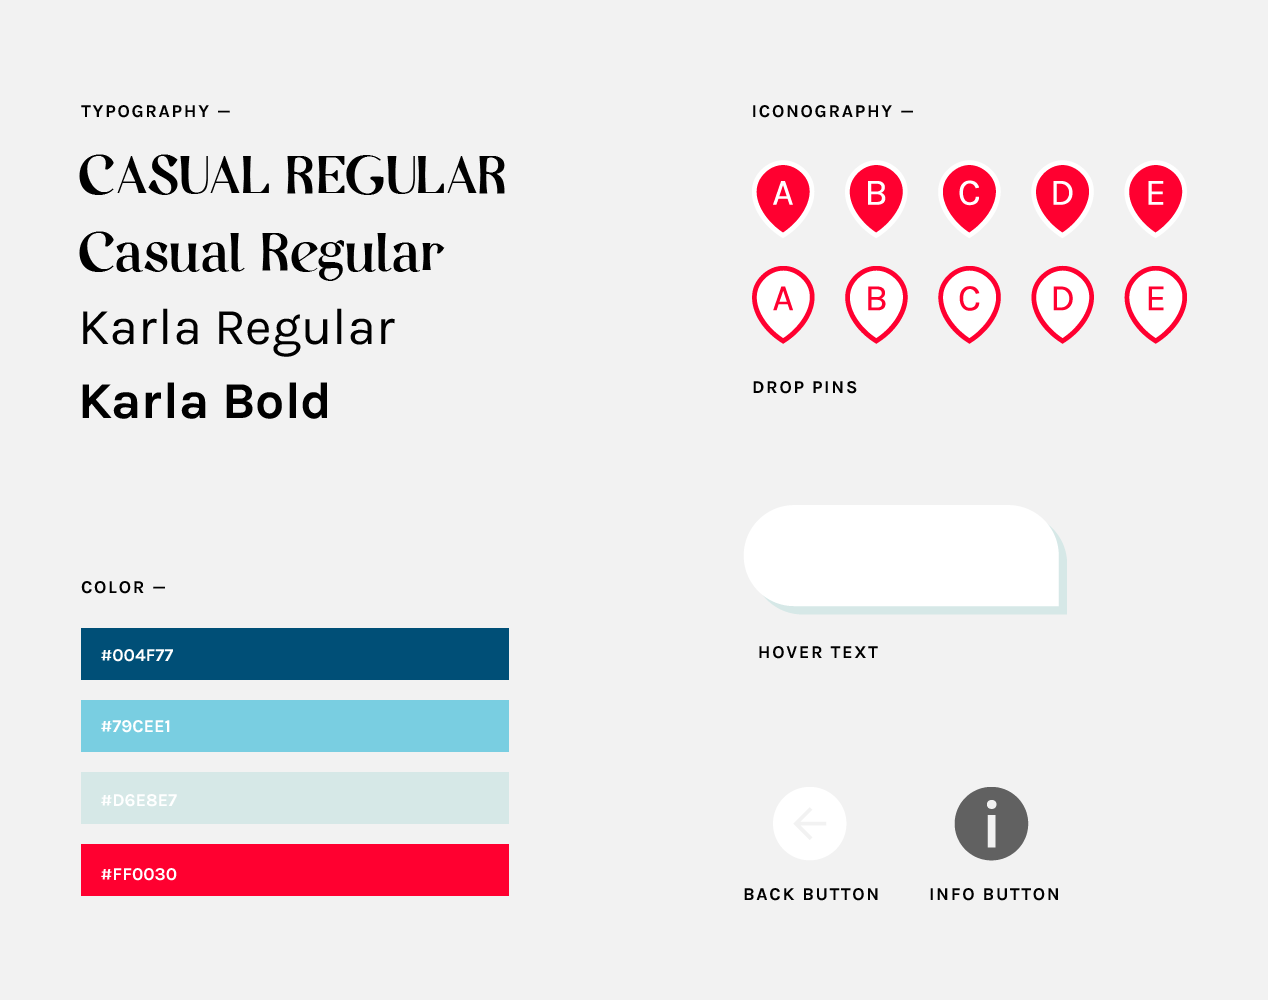 TYPOGRAPHY —
CASUAL REGULAR
Casual Regular
Karla Regular
Karla Bold
COLOR —
#004F77
#79CEE1
#D6E8E7
#FF0030
ICONOGRAPHY —
A B C D E
A B C D E
DROP PINS
HOVER TEXT
i
BACK BUTTON INFO BUTTON